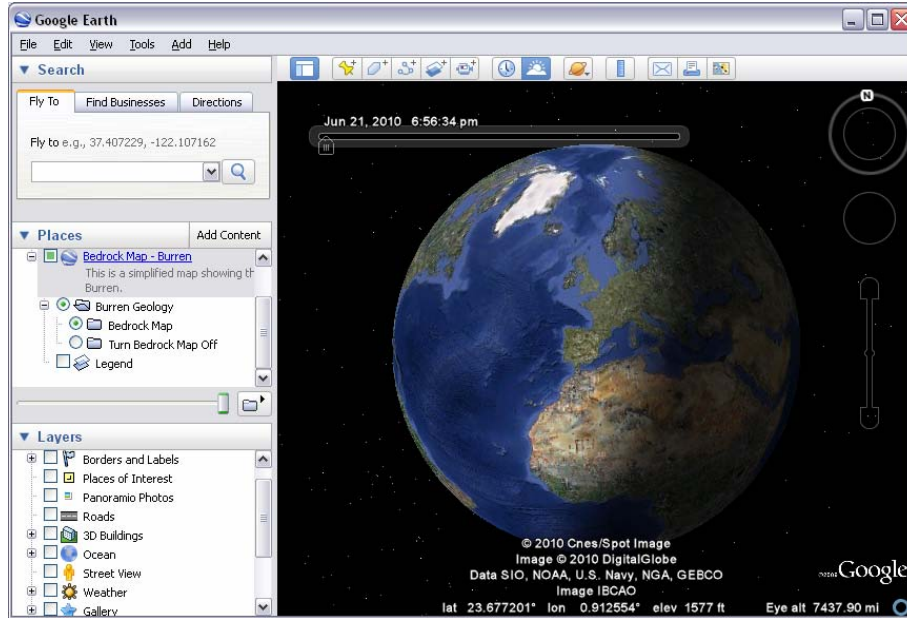 Google Earth
File Edit View Tools Add Help
Search
Fly To Find Businesses Directions
Fly to e.g., 37.407229, -122.107162
Places Add Content
Bedrock Map - Burren
This is a simplified map showing th
Burren.
Burren Geology
Bedrock Map
Turn Bedrock Map Off
Legend
Layers
Borders and Labels
Places of Interest
Panoramio Photos
Roads
3D Buildings
Ocean
Street View
Weather
Gallery
Jun 21, 2010 6:56:34 pm
N
© 2010 Cnes/Spot Image
Image © 2010 DigitalGlobe
Data SIO, NOAA, U.S. Navy, NGA, GEBCO
Image IBCAO
Google
lat 23.677201° lon 0.912554° elev 1577 ft Eye alt 7437.90 mi